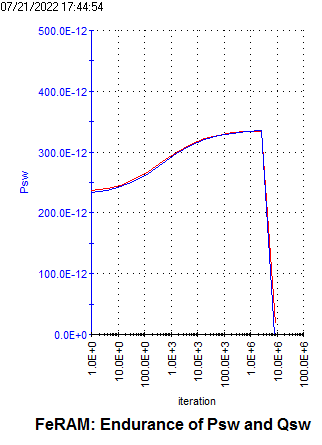 07/21/2022 17:44:54
500.0E-12
400.0E-12
300.0E-12
200.0E-12
100.0E-12
0.0E+0
Psw
1.0E+0
10.0E+0
100.0E+0
1.0E+3
10.0E+3
100.0E+3
1.0E+6
10.0E+6
100.0E+6
iteration
FeRAM: Endurance of Psw and Qsw